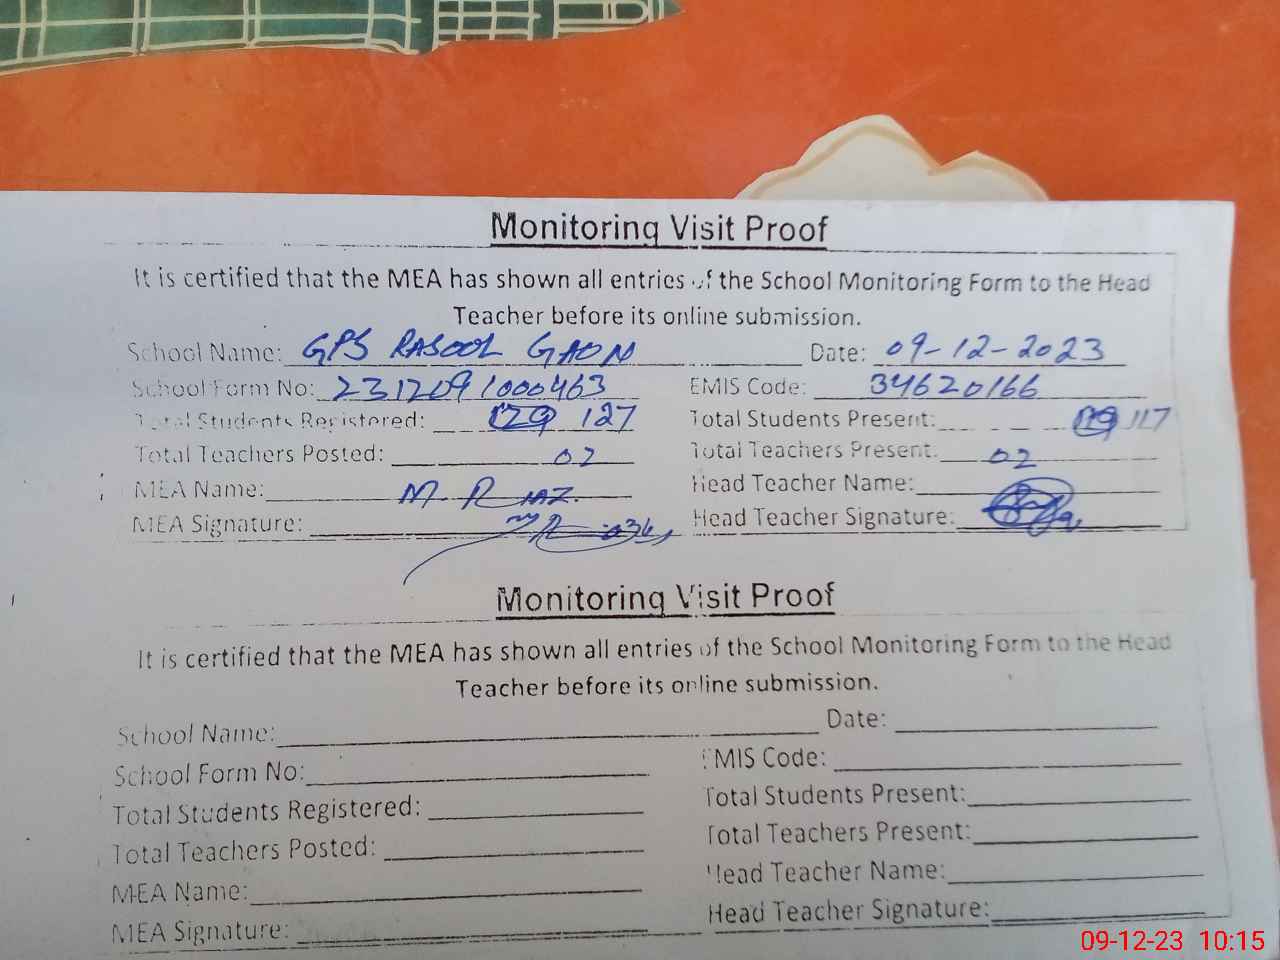 Monitoring Visit Proof
It is certified that the MEA has shown all entries of the School Monitoring Form to the Head
Teacher before its online submission.
School Name: GPS RASOOL GAON Date: 09-12-2023
School Form No: 2312091000463 EMIS Code: 34620166
Total Students Registered: 127 Total Students Present: 117
Total Teachers Posted: 02 Total Teachers Present: 02
MEA Name: M. RIAZ. Head Teacher Name:
MEA Signature: Head Teacher Signature:
Monitoring Visit Proof
It is certified that the MEA has shown all entries of the School Monitoring Form to the Head
Teacher before its online submission.
School Name: Date:
School Form No: EMIS Code:
Total Students Registered: Total Students Present:
Total Teachers Posted: Total Teachers Present:
MEA Name: Head Teacher Name:
MEA Signature: Head Teacher Signature:
09-12-23 10:15